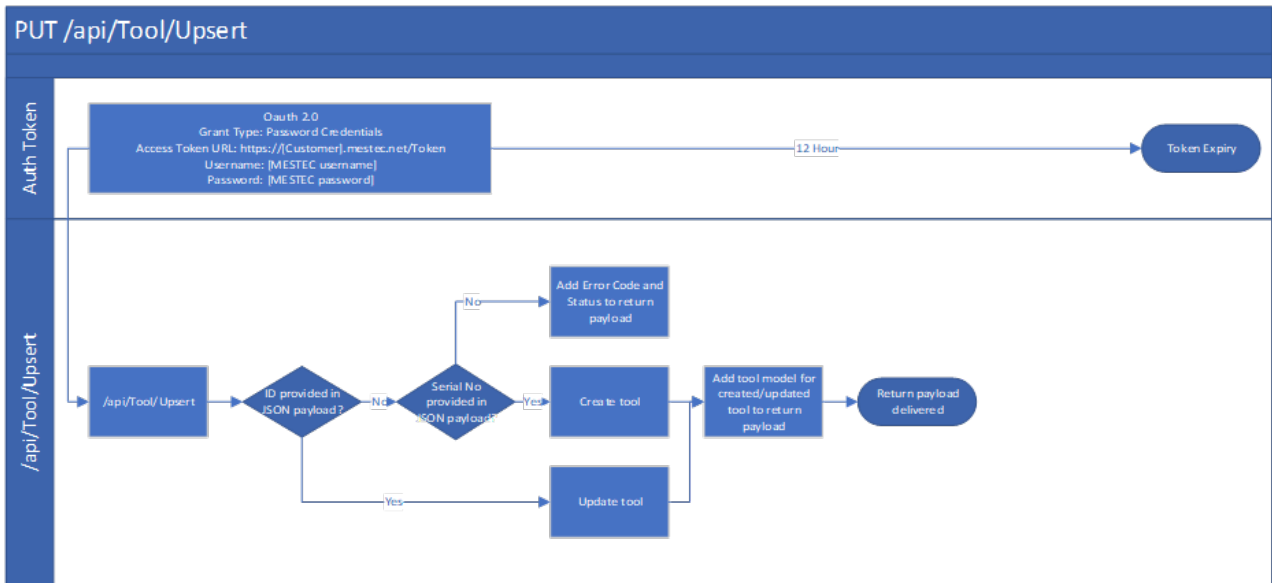 PUT /api/Tool/Upsert
Auth Token
Oauth 2.0
Grant Type: Password Credentials
Access Token URL: https://[Customer].mestec.net/Token
Username: [MESTEC username]
Password: [MESTEC password]
12 Hour
Token Expiry
/api/Tool/Upsert
/api/Tool/Upsert
ID provided in
JSON payload?
No
Serial No
provided in
JSON payload?
No
Add Error Code and
Status to return
payload
Yes
Create tool
Yes
Update tool
Add tool model for
created/updated
tool to return
payload
Return payload
delivered